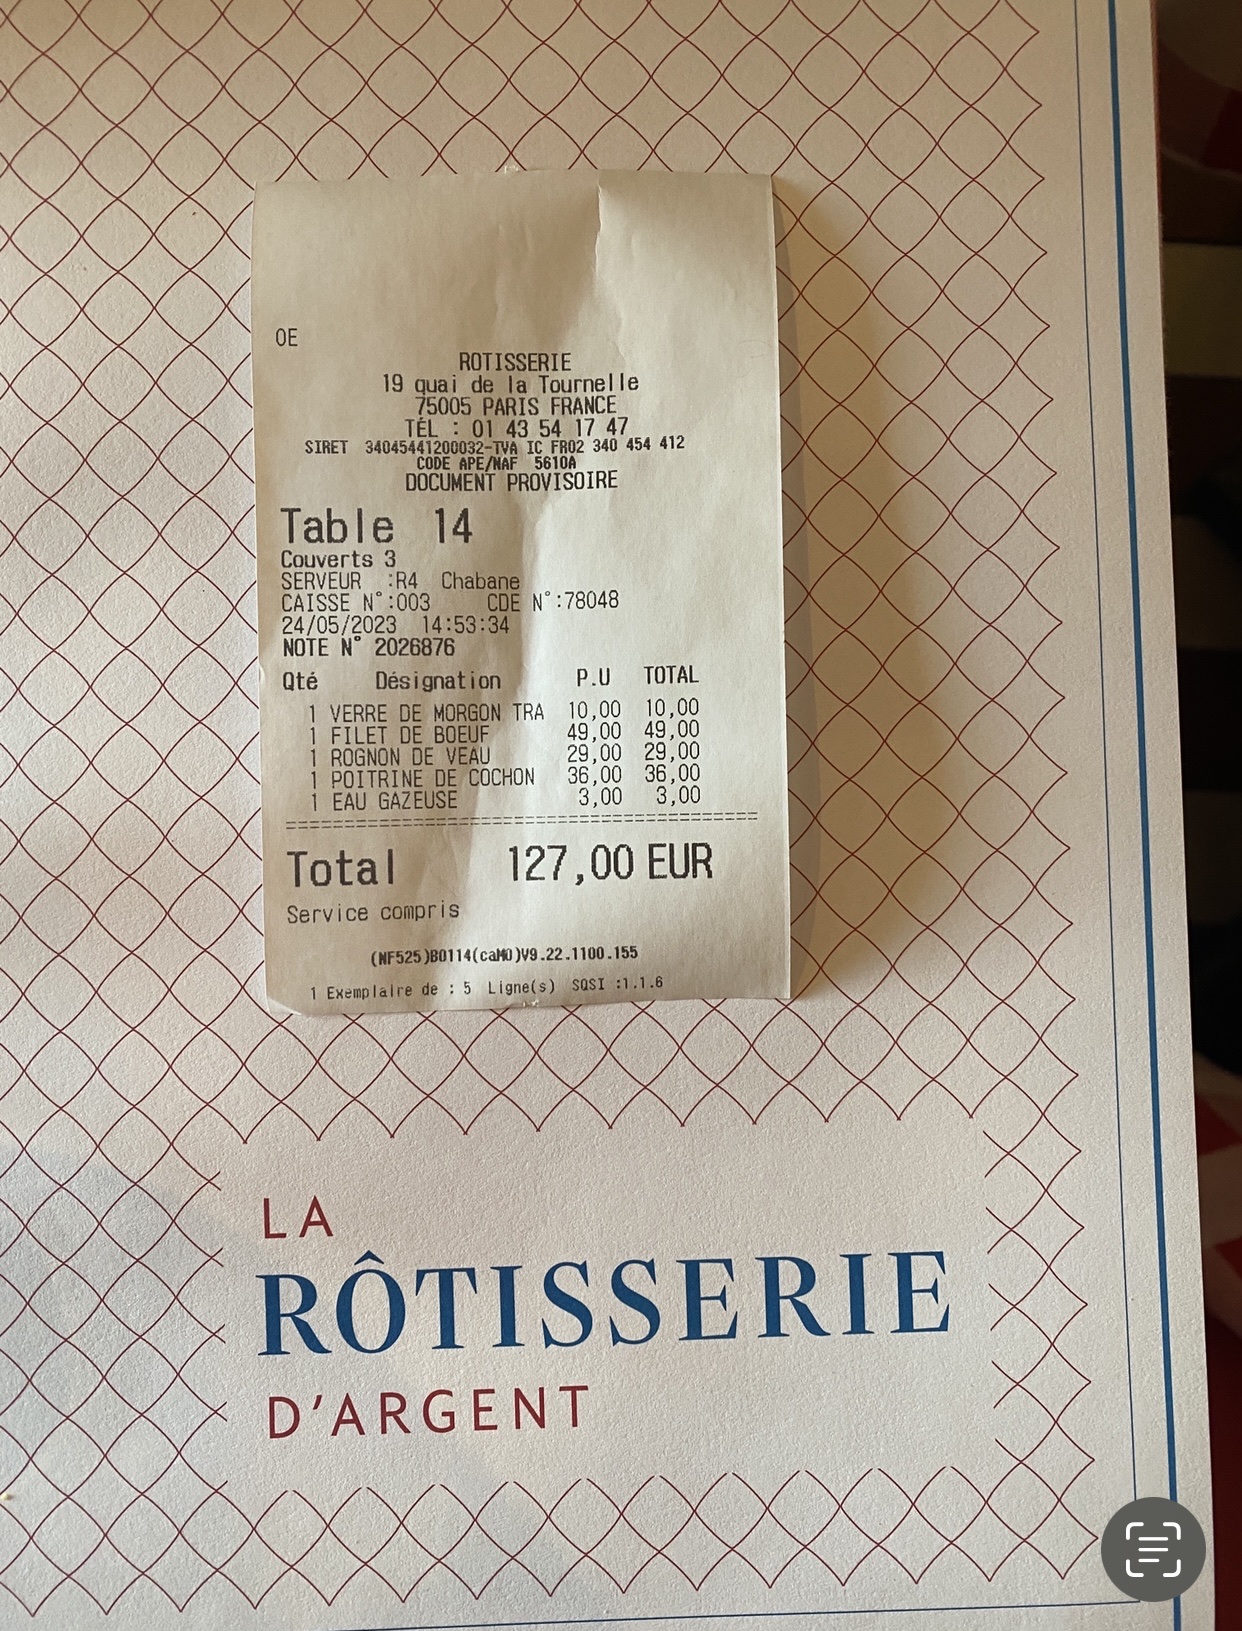 OE
ROTISSERIE
19 quai de la Tournelle
75005 PARIS FRANCE
TÉL : 01 43 54 17 47
SIRET 34045441200032-TVA IC FR02 340 454 412
CODE APE/NAF 5610A
DOCUMENT PROVISOIRE
Table 14
Couverts 3
SERVEUR :R4 Chabane
CAISSE N°:003 CDE N°:78048
24/05/2023 14:53:34
NOTE N° 2026876
Qté Désignation P.U TOTAL
1 VERRE DE MORGON TRA 10,00 10,00
1 FILET DE BOEUF 49,00 49,00
1 ROGNON DE VEAU 29,00 29,00
1 POITRINE DE COCHON 36,00 36,00
1 EAU GAZEUSE 3,00 3,00
Total 127,00 EUR
Service compris
(NF525)B0114(caM0)V9.22.1100.155
1 Exemplaire de : 5 Ligne(s) SQSI :1.1.6
LA
RÔTISSERIE
D'ARGENT